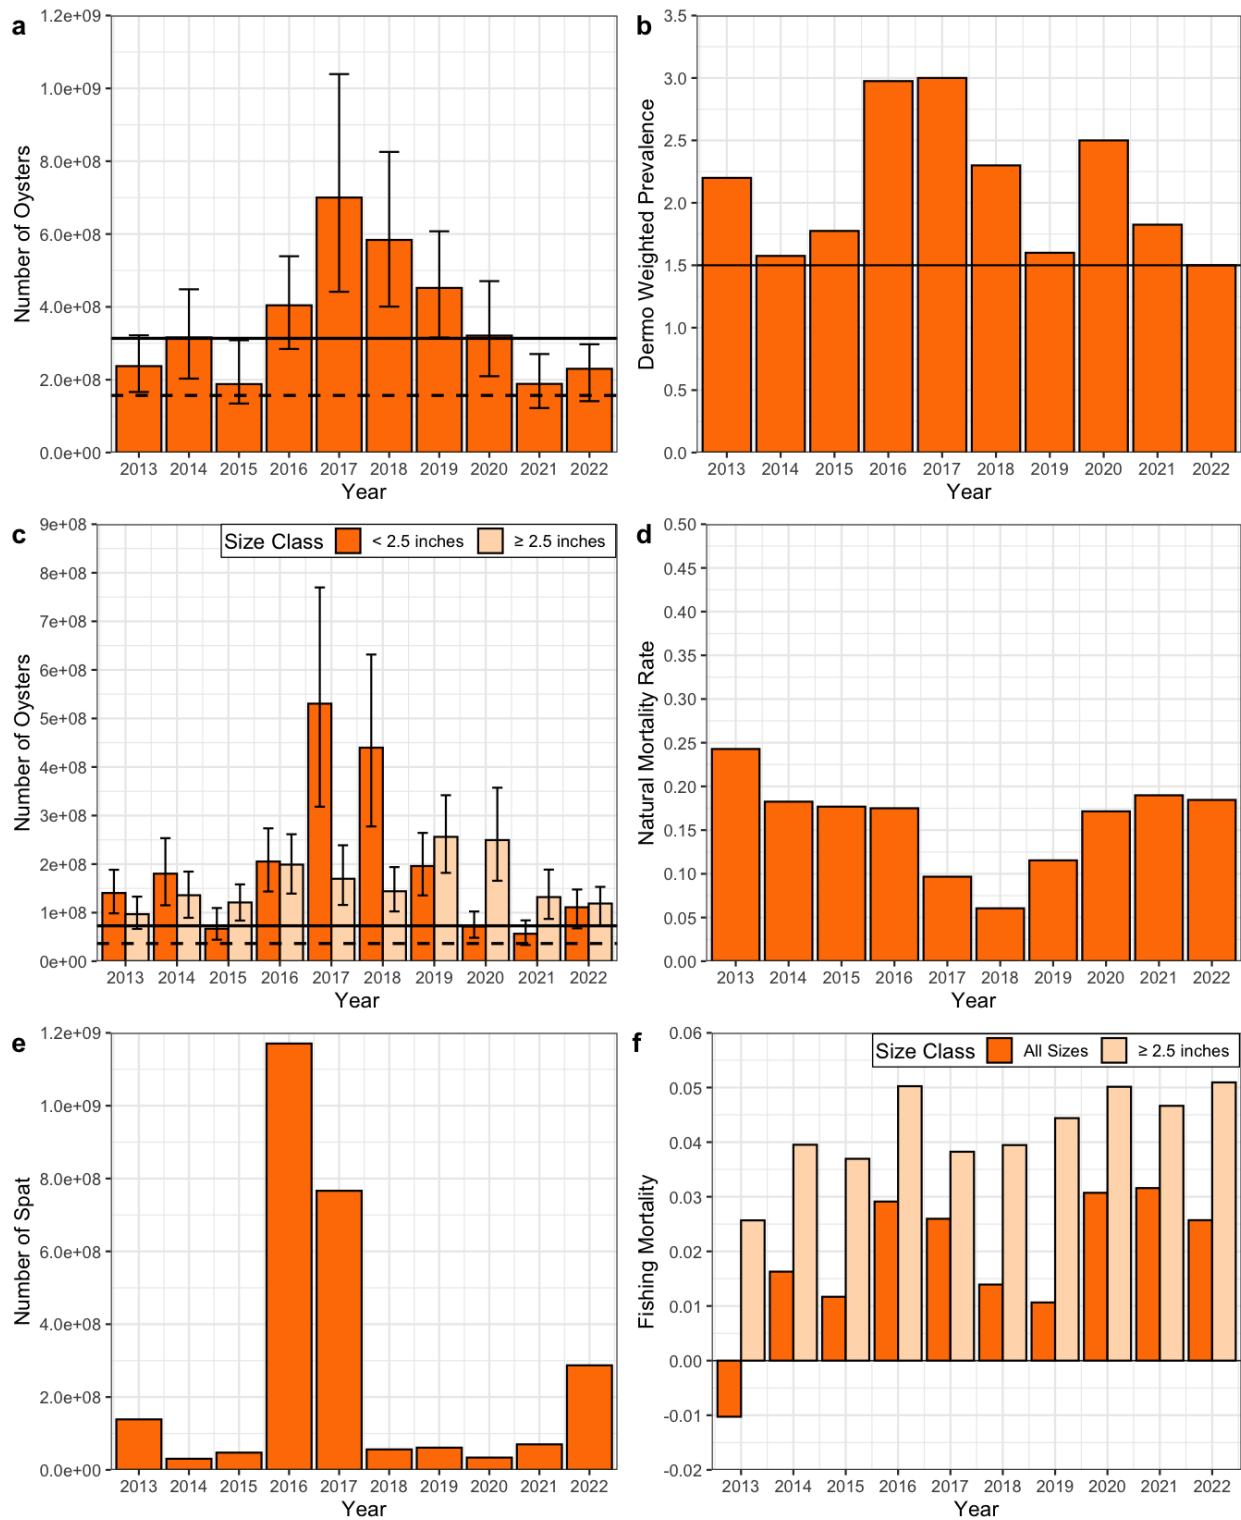 a
1.2e+09
1.0e+09
8.0e+08
6.0e+08
4.0e+08
2.0e+08
0.0e+00
Number of Oysters
2013 2014 2015 2016 2017 2018 2019 2020 2021 2022
Year
b
3.5
3.0
2.5
2.0
1.5
1.0
0.5
0.0
Dermo Weighted Prevalence
2013 2014 2015 2016 2017 2018 2019 2020 2021 2022
Year
c
Size Class < 2.5 inches ≥ 2.5 inches
9e+08
8e+08
7e+08
6e+08
5e+08
4e+08
3e+08
2e+08
1e+08
0e+00
Number of Oysters
2013 2014 2015 2016 2017 2018 2019 2020 2021 2022
Year
d
0.50
0.45
0.40
0.35
0.30
0.25
0.20
0.15
0.10
0.05
0.00
Natural Mortality Rate
2013 2014 2015 2016 2017 2018 2019 2020 2021 2022
Year
e
1.2e+09
1.0e+09
8.0e+08
6.0e+08
4.0e+08
2.0e+08
0.0e+00
Number of Spat
2013 2014 2015 2016 2017 2018 2019 2020 2021 2022
Year
f
Size Class All Sizes ≥ 2.5 inches
0.06
0.05
0.04
0.03
0.02
0.01
0.00
-0.01
-0.02
Fishing Mortality
2013 2014 2015 2016 2017 2018 2019 2020 2021 2022
Year